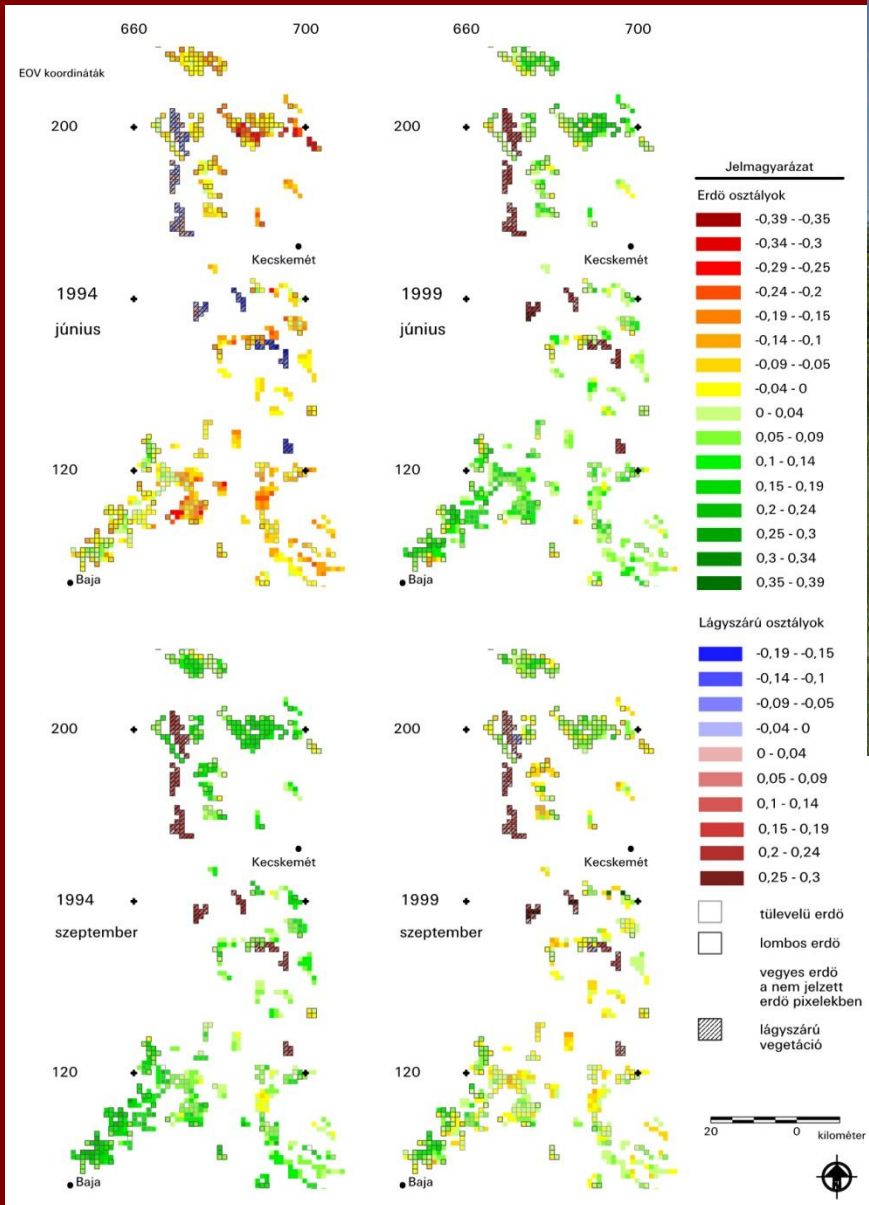 660
700
660
700
EOV koordináták
200
200
Kecskemét
Kecskemét
1994
június
1999
június
120
120
Baja
Baja
200
200
Kecskemét
Kecskemét
1994
szeptember
1999
szeptember
120
120
Baja
Baja
Jelmagyarázat
Erdö osztályok
-0,39 - -0,35
-0,34 - -0,3
-0,29 - -0,25
-0,24 - -0,2
-0,19 - -0,15
-0,14 - -0,1
-0,09 - -0,05
-0,04 - 0
0 - 0,04
0,05 - 0,09
0,1 - 0,14
0,15 - 0,19
0,2 - 0,24
0,25 - 0,3
0,3 - 0,34
0,35 - 0,39
Lágyszárú osztályok
-0,19 - -0,15
-0,14 - -0,1
-0,09 - -0,05
-0,04 - 0
0 - 0,04
0,05 - 0,09
0,1 - 0,14
0,15 - 0,19
0,2 - 0,24
0,25 - 0,3
tülevelü erdö
lombos erdö
vegyes erdö
a nem jelzett
erdö pixelekben
lágyszárú
vegetáció
20 0 kilométer
N